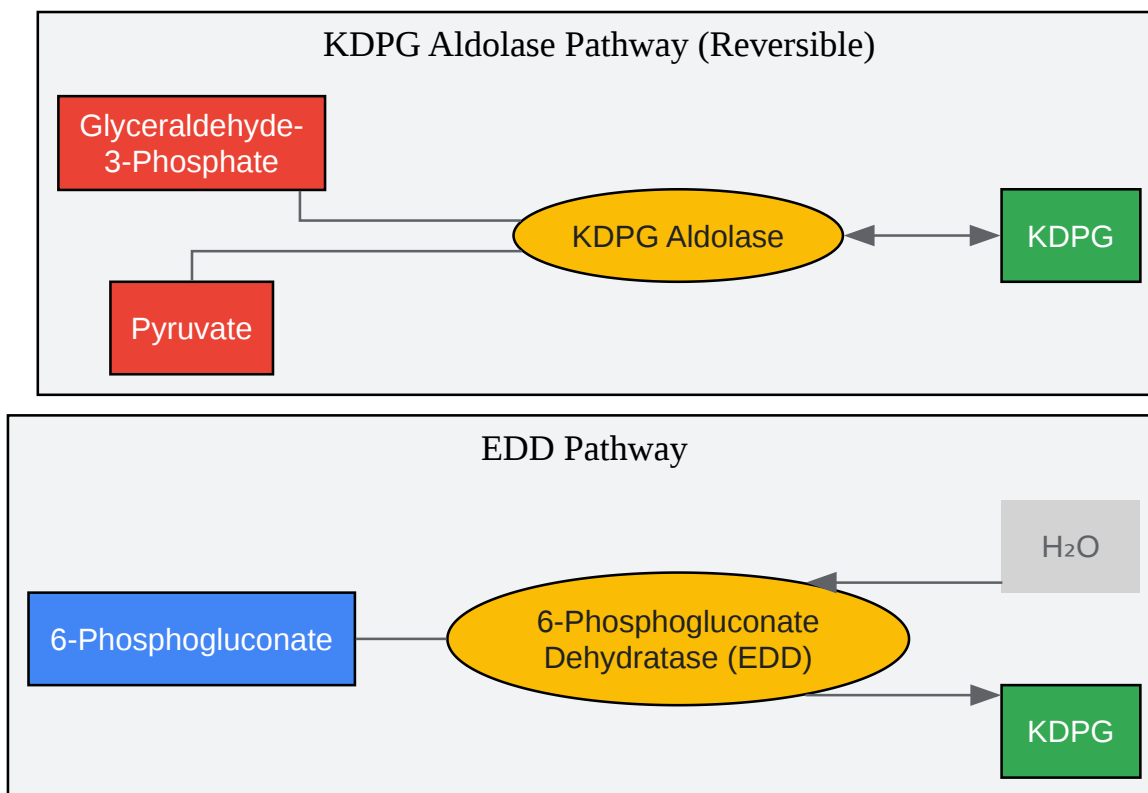 KDPG Aldolase Pathway (Reversible)
Glyceraldehyde-
3-Phosphate
KDPG Aldolase
KDPG
Pyruvate
EDD Pathway
H₂O
6-Phosphogluconate
6-Phosphogluconate
Dehydratase (EDD)
KDPG